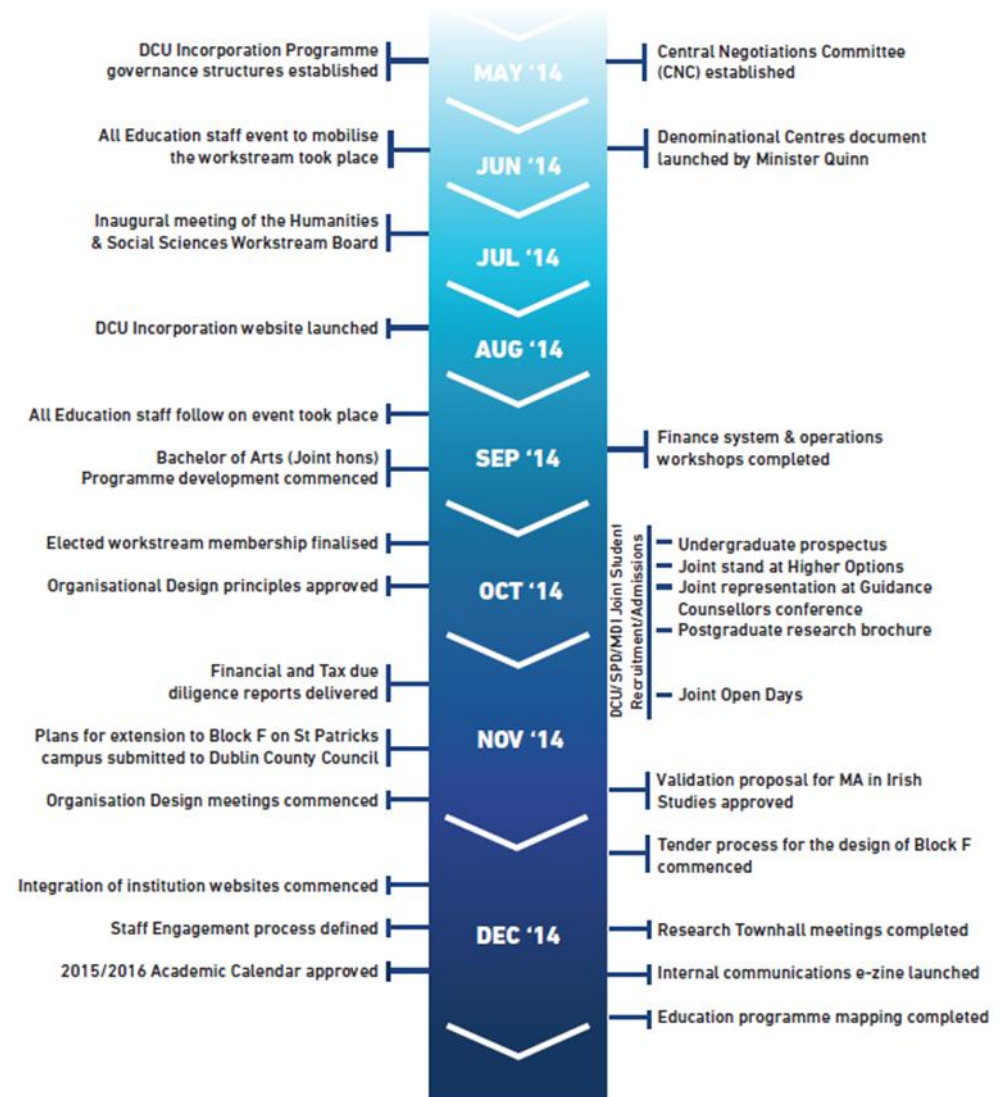 DCU Incorporation Programme
governance structures established
MAY ‘14
Central Negotiations Committee
(CNC) established
All Education staff event to mobilise
the workstream took place
JUN ‘14
Denominational Centres document
launched by Minister Quinn
Inaugural meeting of the Humanities
& Social Sciences Workstream Board
JUL ‘14
DCU Incorporation website launched
AUG ‘14
All Education staff follow on event took place
Bachelor of Arts (Joint hons)
Programme development commenced
SEP ‘14
Finance system & operations
workshops completed
Elected workstream membership finalised
Organisational Design principles approved
OCT ‘14
DCU/SPD/MDI Joint Student
Recruitment/Admissions
Undergraduate prospectus
Joint stand at Higher Options
Joint representation at Guidance
Counsellors conference
Postgraduate research brochure
Joint Open Days
Financial and Tax due
diligence reports delivered
Plans for extension to Block F on St Patricks
campus submitted to Dublin County Council
Organisation Design meetings commenced
NOV ‘14
Validation proposal for MA in Irish
Studies approved
Tender process for the design of Block F
commenced
Integration of institution websites commenced
Staff Engagement process defined
2015/2016 Academic Calendar approved
DEC ‘14
Research Townhall meetings completed
Internal communications e-zine launched
Education programme mapping completed